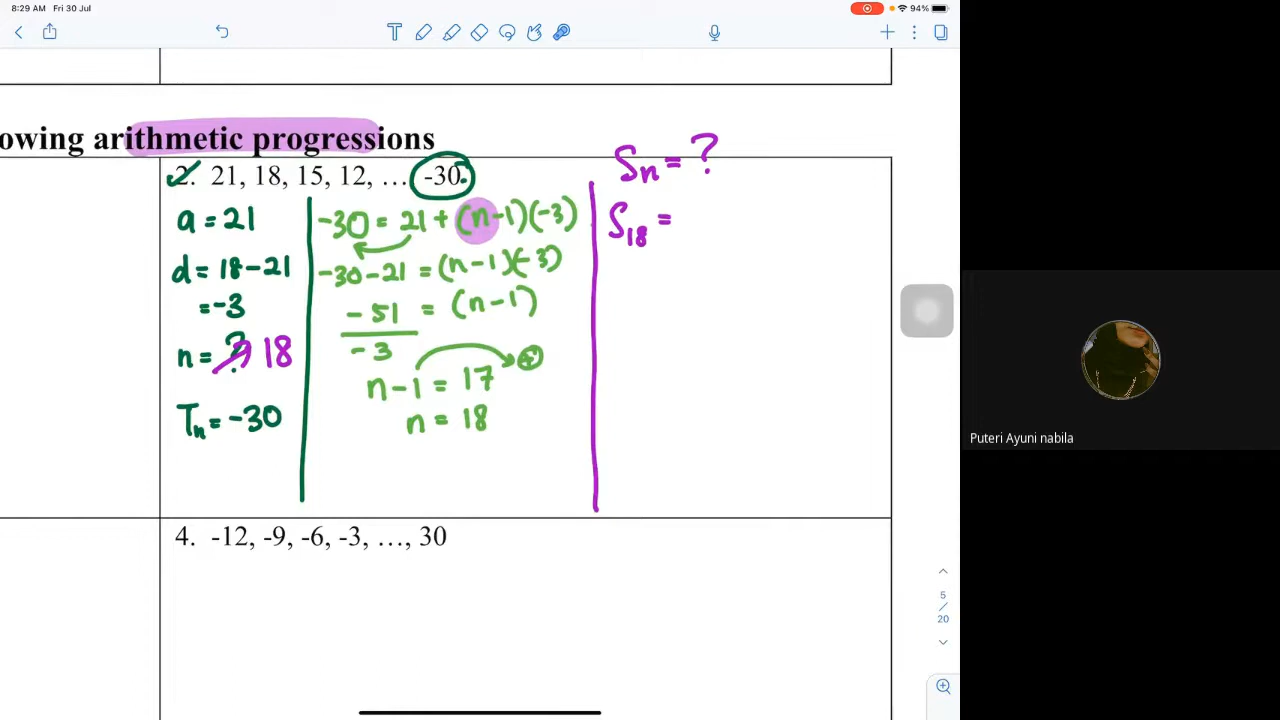 8:29 AM Fri 30 Jul
94%
owing arithmetic progressions
2. 21, 18, 15, 12, … -30.
a = 21
d = 18 - 21
= -3
n = ? 18
Tn = -30
-30 = 21 + (n-1)(-3)
-30 - 21 = (n-1)(-3)
-51 = (n-1)
-3
+
n-1 = 17
n = 18
Sn = ?
S18 =
4. -12, -9, -6, -3, …, 30
5
/
20
Puteri Ayuni nabila